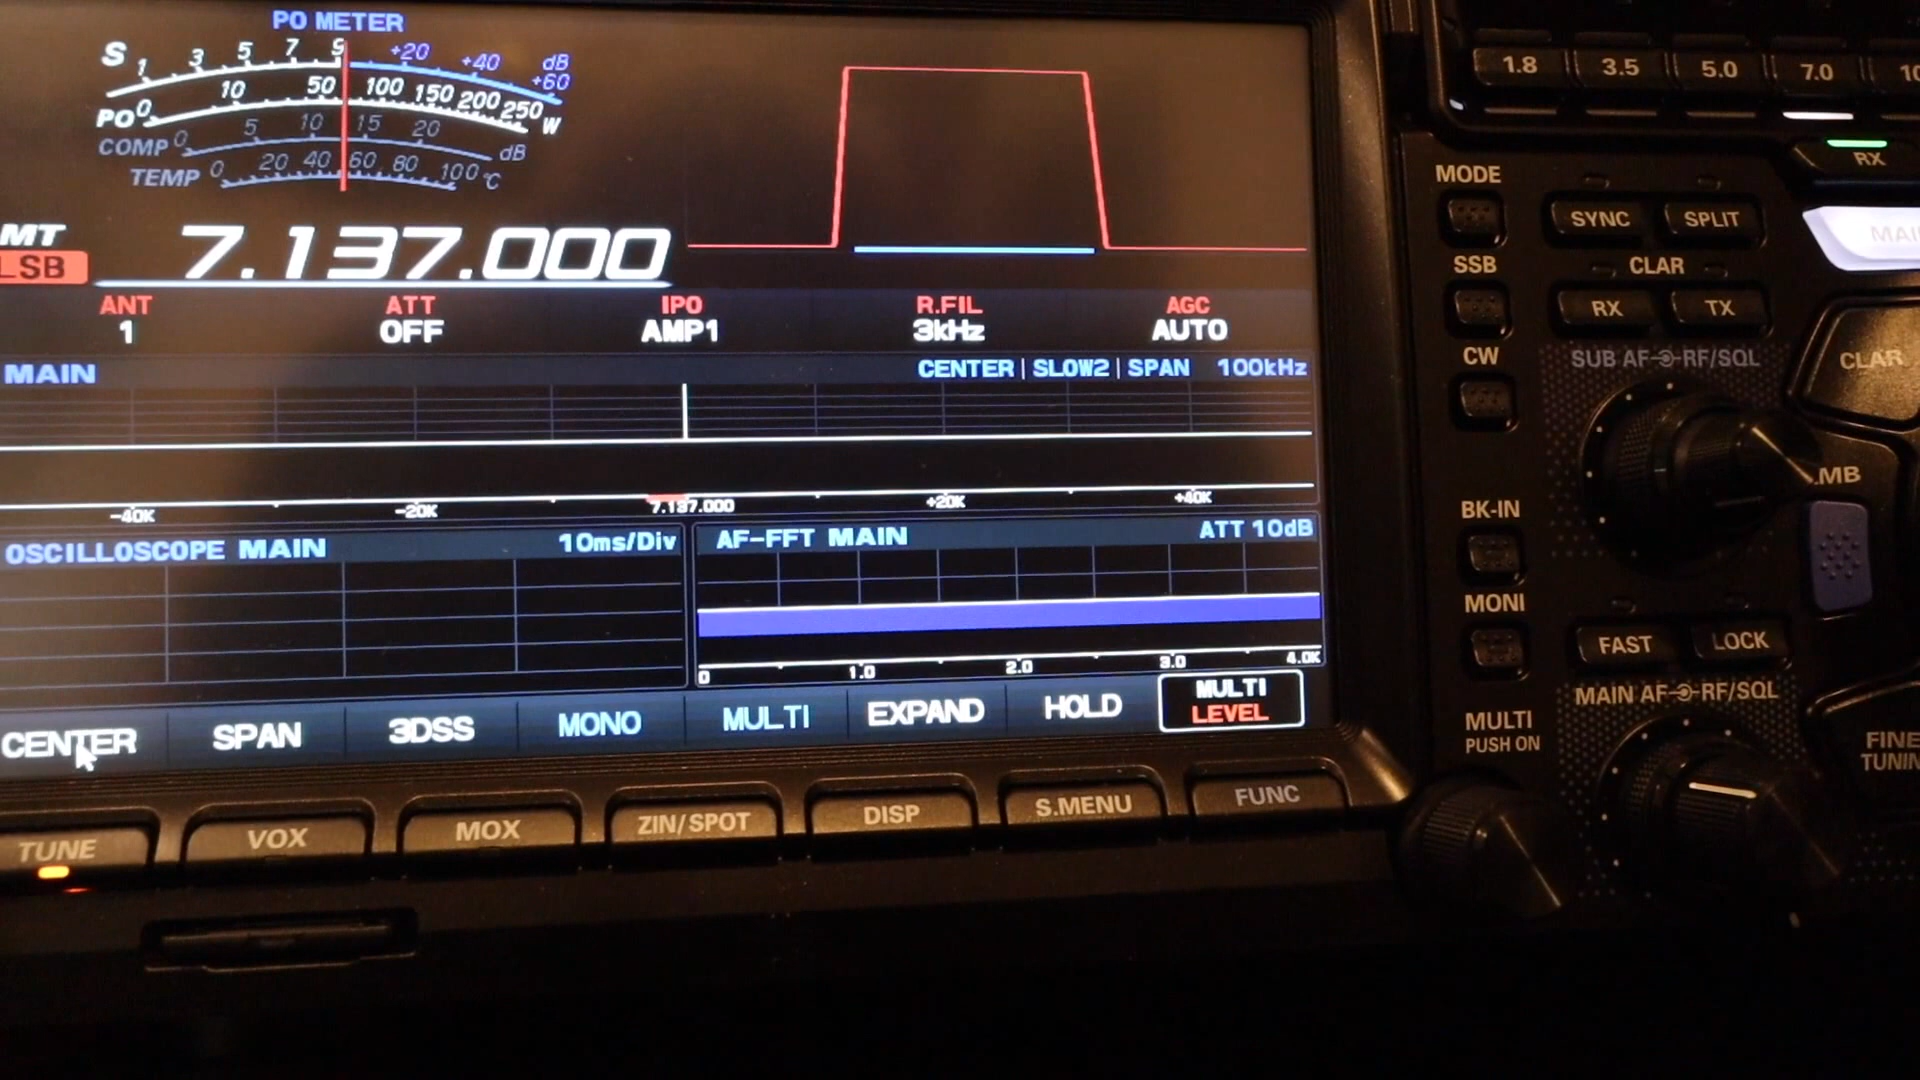 PO METER
S 1 3 5 7 9 +20 +40 dB
+60
PO 0 10 50 100 150 200 250 W
COMP 0 5 10 15 20 dB
TEMP 0 20 40 60 80 100 °C
MT
LSB
7.137.000
ANT ATT IPO R.FIL AGC
1 OFF AMP1 3kHz AUTO
MAIN CENTER | SLOW2 | SPAN 100kHz
-40K -20K 7.137.000 +20K +40K
OSCILLOSCOPE MAIN 10ms/Div
AF-FFT MAIN ATT 10dB
0 1.0 2.0 3.0 4.0K
CENTER SPAN 3DSS MONO MULTI EXPAND HOLD MULTI
LEVEL
TUNE VOX MOX ZIN/SPOT DISP S.MENU FUNC
1.8 3.5 5.0 7.0 10
RX
MODE
SYNC SPLIT
MAI
SSB CLAR
RX TX
CW SUB AF RF/SQL CLAR
MB
BK-IN
MONI
FAST LOCK
MAIN AF RF/SQL
MULTI
PUSH ON
FINE
TUNIN